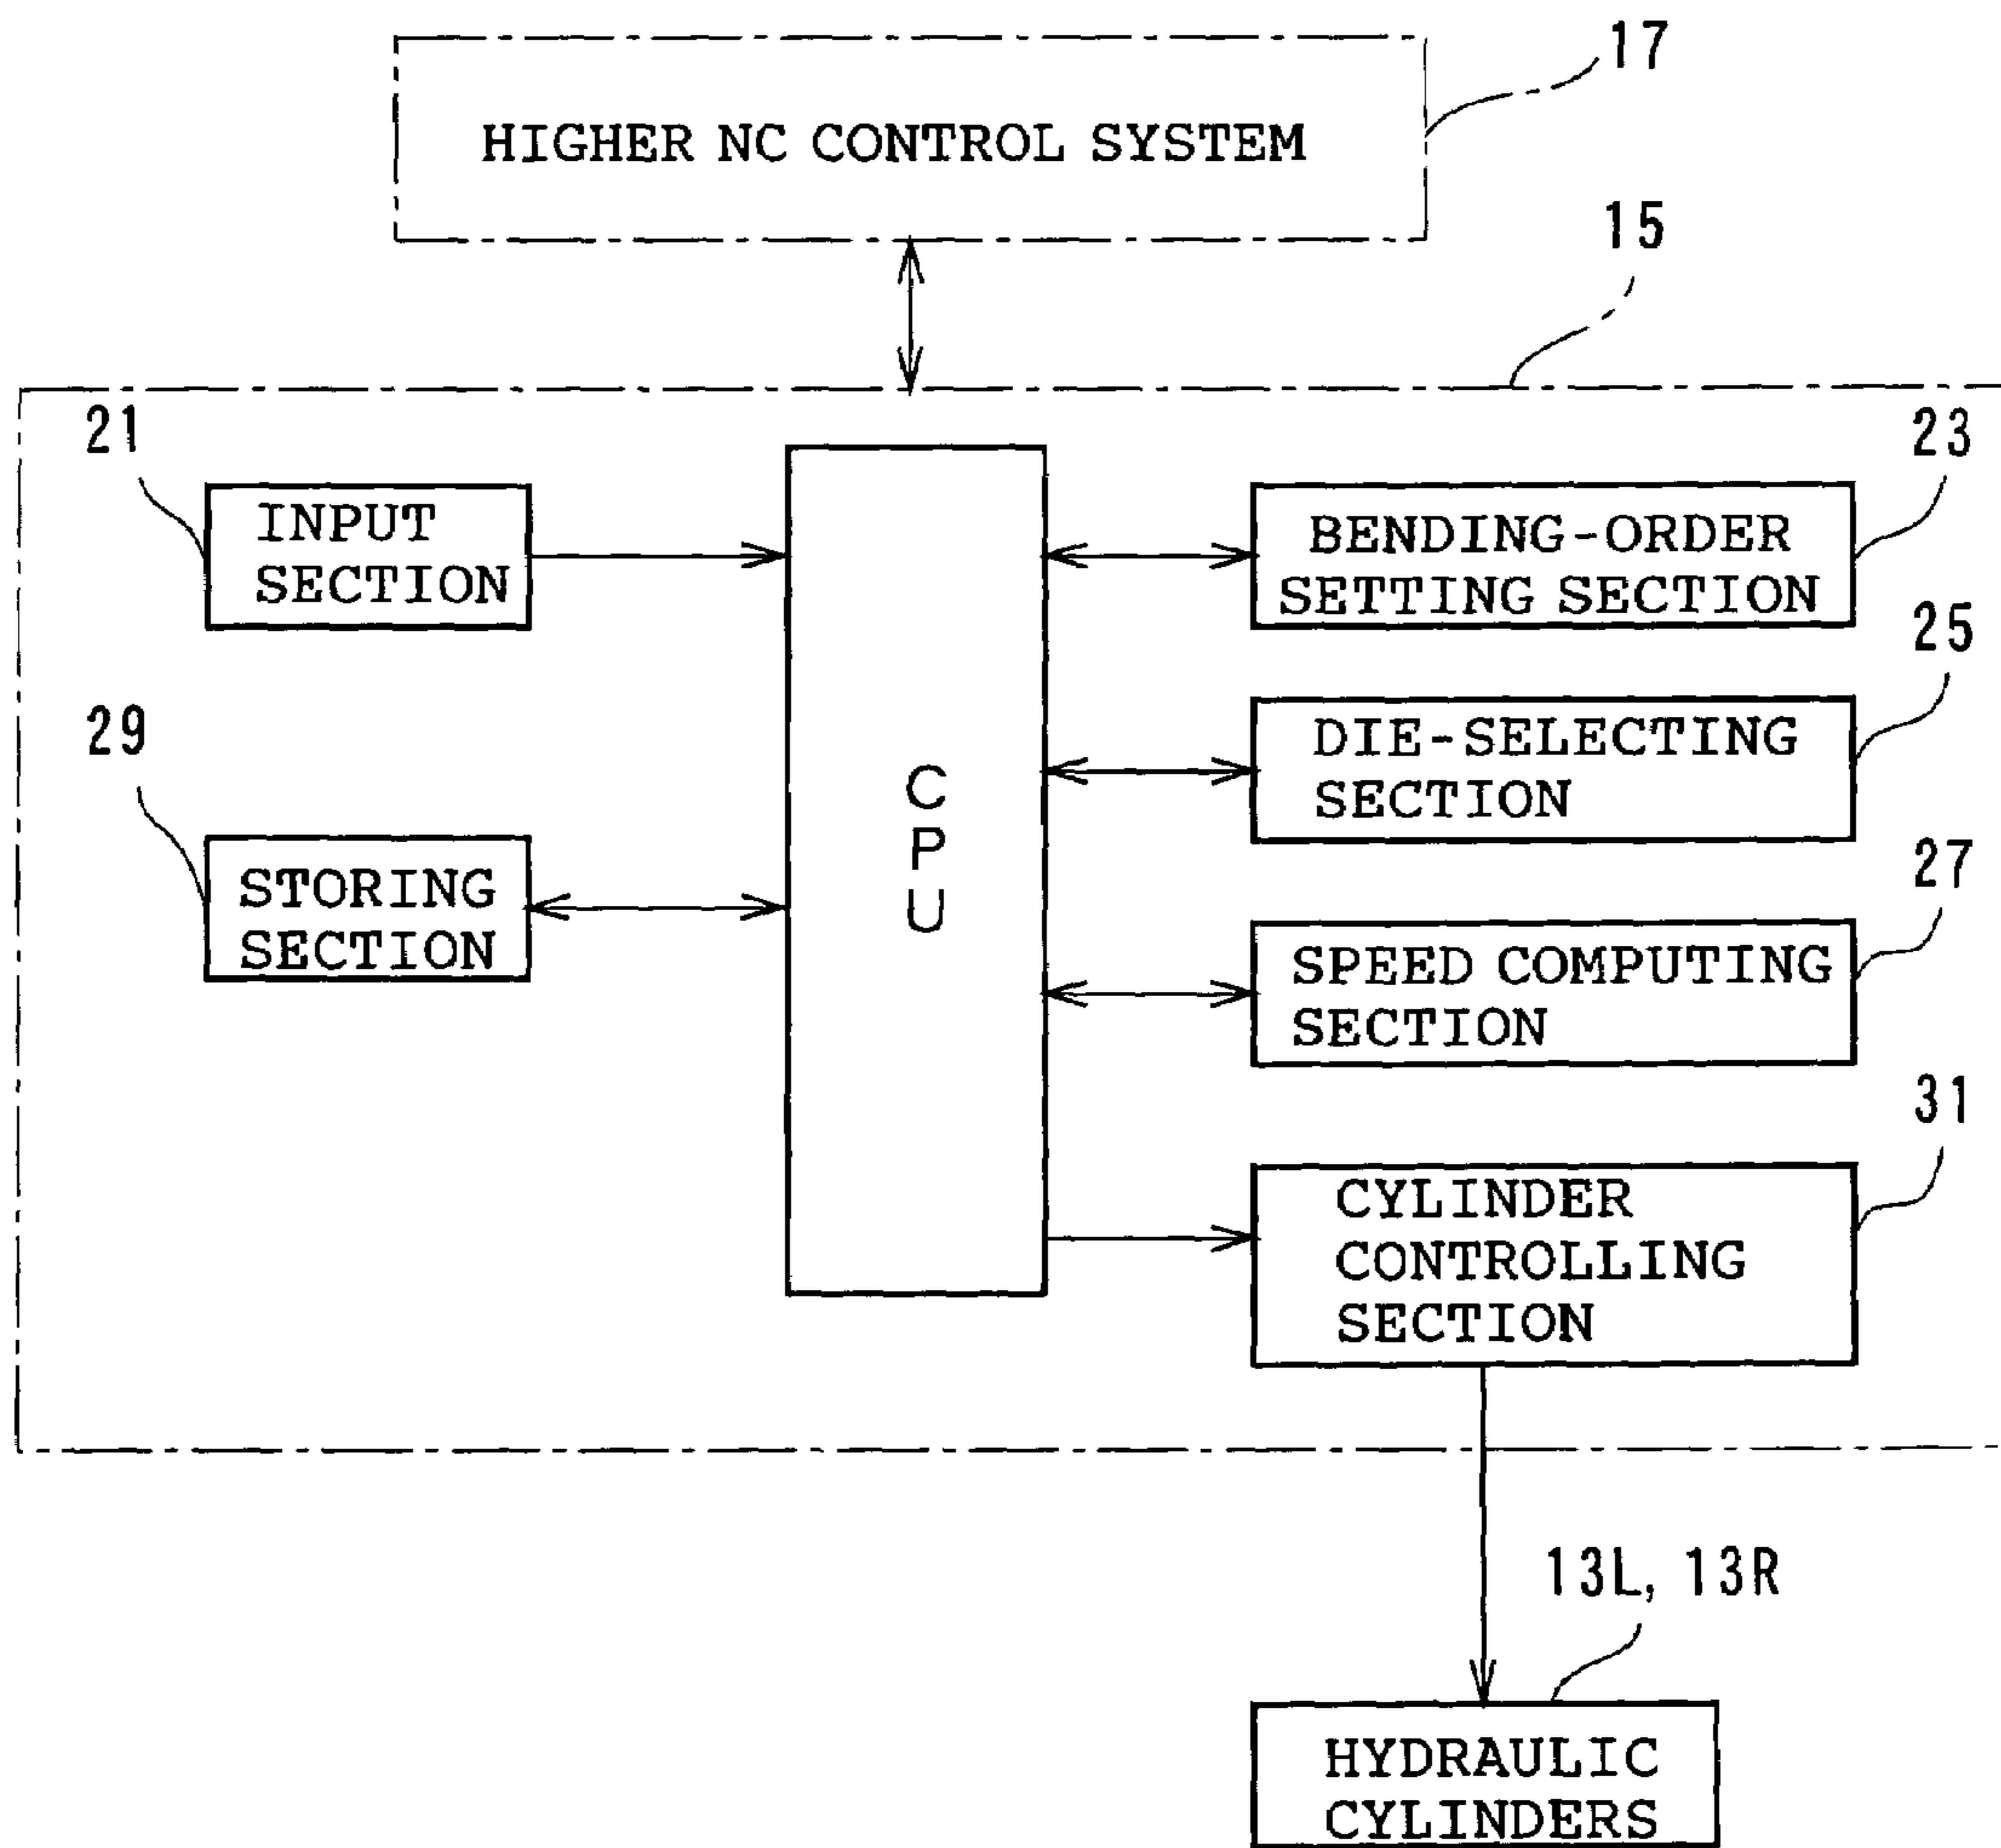 17
HIGHER NC CONTROL SYSTEM
15
21
INPUT
SECTION
23
BENDING-ORDER
SETTING SECTION
25
DIE-SELECTING
SECTION
29
STORING
SECTION
CPU
27
SPEED COMPUTING
SECTION
31
CYLINDER
CONTROLLING
SECTION
13L, 13R
HYDRAULIC
CYLINDERS